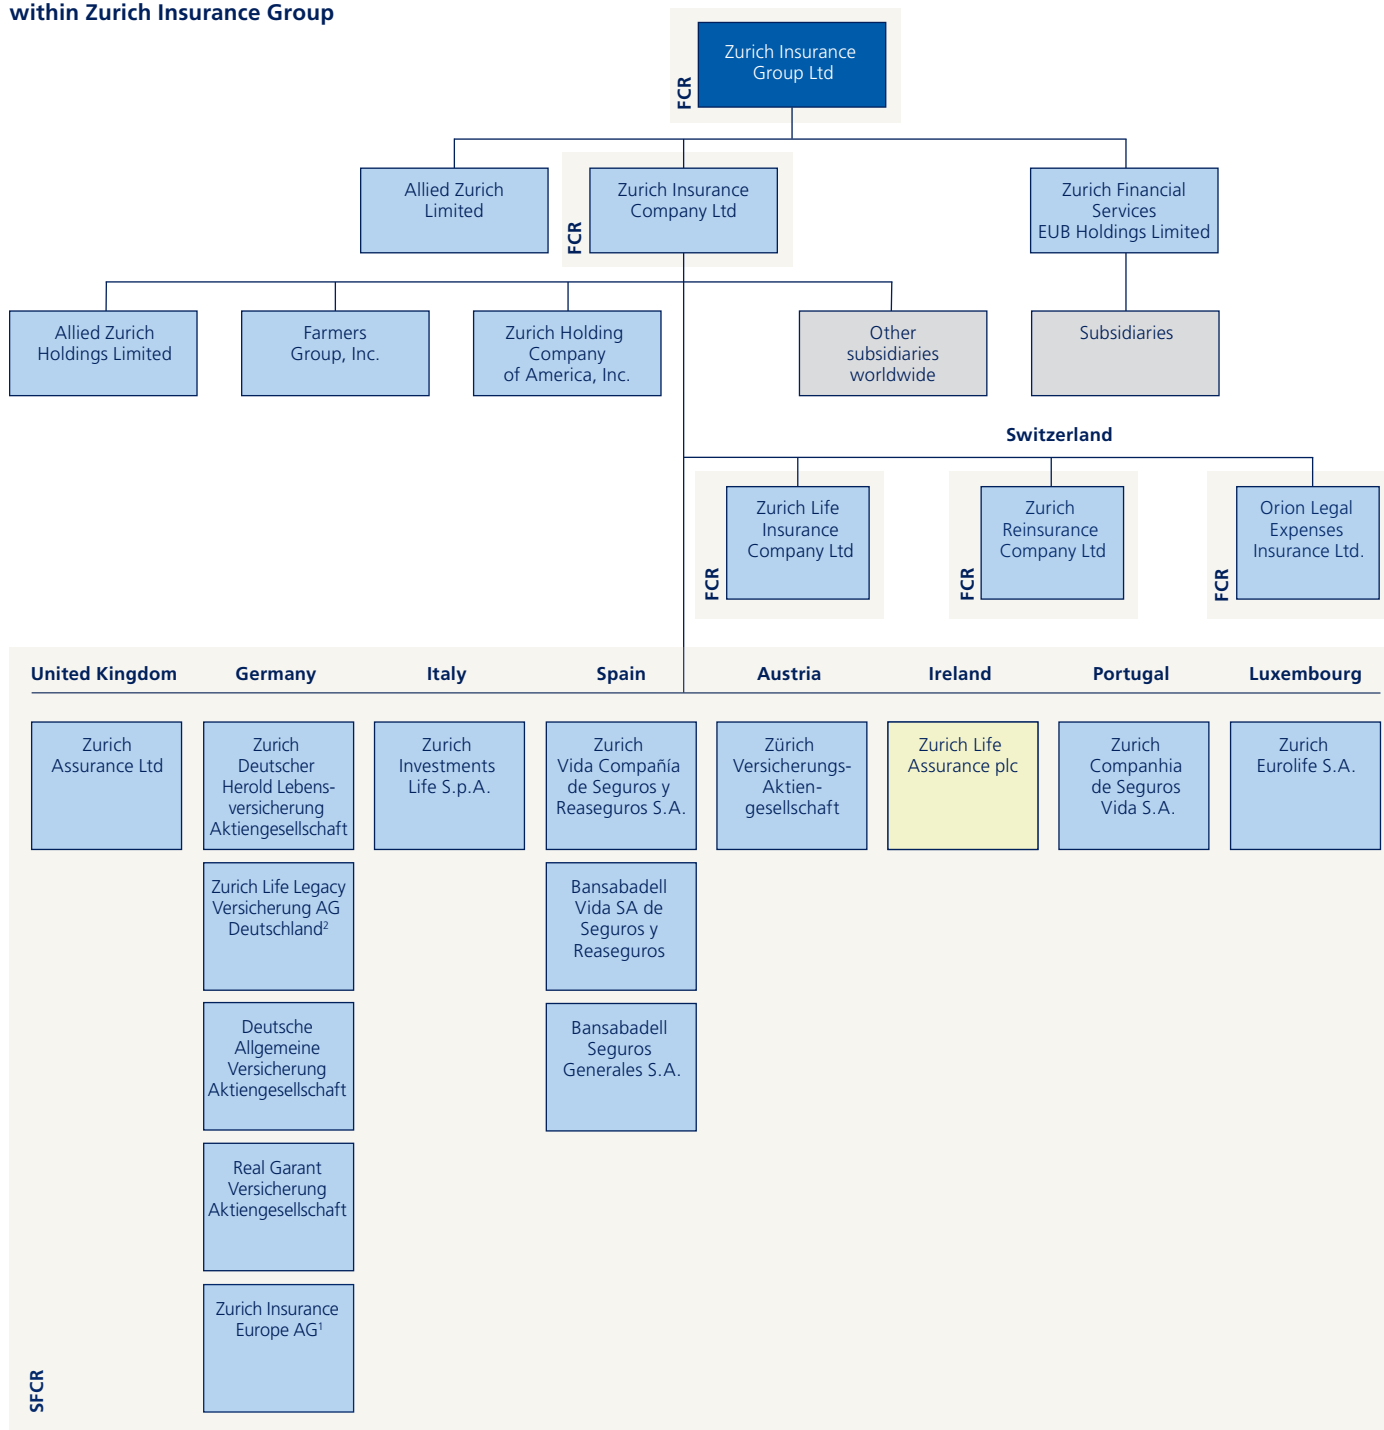 within Zurich Insurance Group
Zurich Insurance
Group Ltd
FCR
Allied Zurich
Limited
Zurich Insurance
Company Ltd
FCR
Zurich Financial
Services
EUB Holdings Limited
Allied Zurich
Holdings Limited
Farmers
Group, Inc.
Zurich Holding
Company
of America, Inc.
Other
subsidiaries
worldwide
Subsidiaries
Switzerland
Zurich Life
Insurance
Company Ltd
FCR
Zurich
Reinsurance
Company Ltd
FCR
Orion Legal
Expenses
Insurance Ltd.
FCR
United Kingdom
Germany
Italy
Spain
Austria
Ireland
Portugal
Luxembourg
Zurich
Assurance Ltd
Zurich
Deutscher
Herold Lebens-
versicherung
Aktiengesellschaft
Zurich
Investments
Life S.p.A.
Zurich
Vida Compañía
de Seguros y
Reaseguros S.A.
Zürich
Versicherungs-
Aktien-
gesellschaft
Zurich Life
Assurance plc
Zurich
Companhia
de Seguros
Vida S.A.
Zurich
Eurolife S.A.
Zurich Life Legacy
Versicherung AG
Deutschland²
Bansabadell
Vida SA de
Seguros y
Reaseguros
Deutsche
Allgemeine
Versicherung
Aktiengesellschaft
Bansabadell
Seguros
Generales S.A.
Real Garant
Versicherung
Aktiengesellschaft
Zurich Insurance
Europe AG¹
SFCR